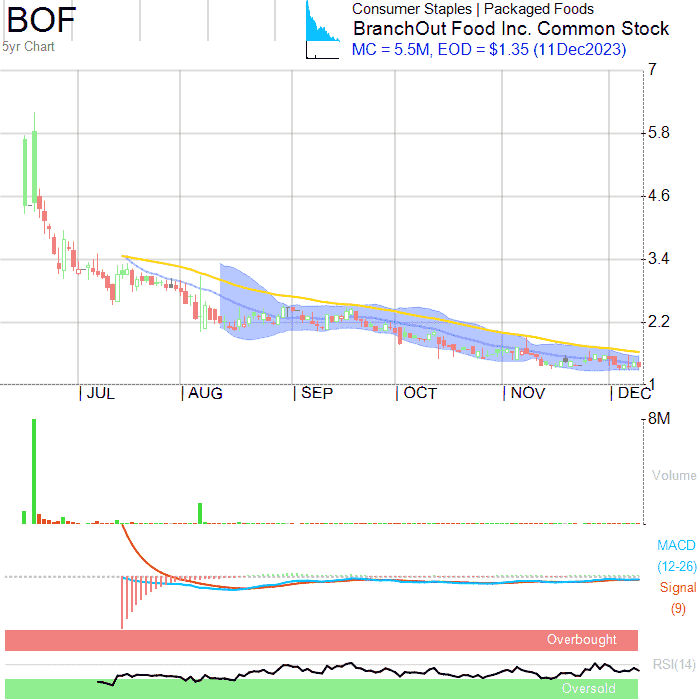 BOF
5yr Chart
Consumer Staples | Packaged Foods
BranchOut Food Inc. Common Stock
MC = 5.5M, EOD = $1.35 (11Dec2023)
7
5.8
4.6
3.4
2.2
1
JUL
AUG
SEP
OCT
NOV
DEC
8M
Volume
MACD
(12-26)
Signal
(9)
Overbought
RSI(14)
Oversold